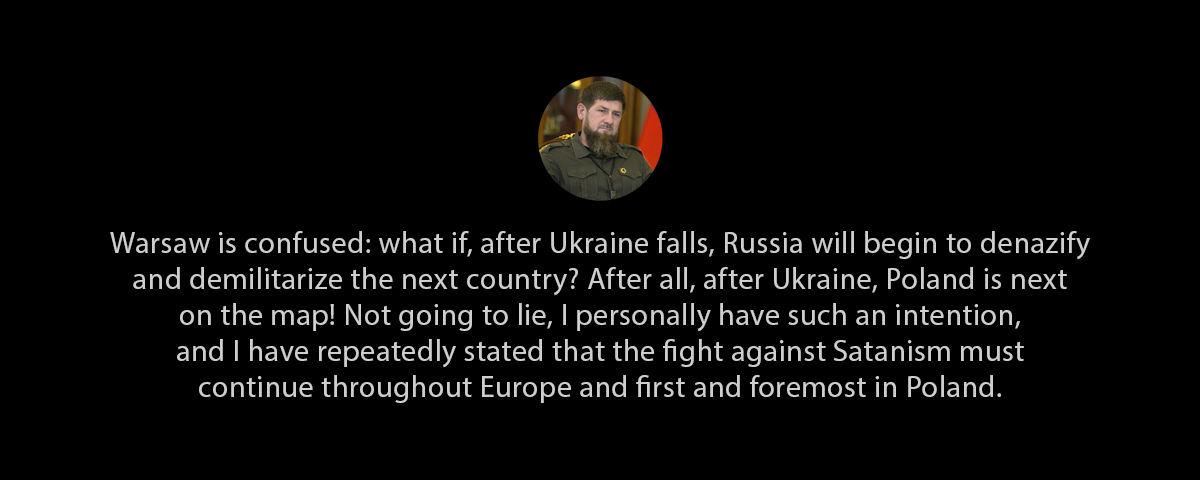 Warsaw is confused: what if, after Ukraine falls, Russia will begin to denazify
and demilitarize the next country? After all, after Ukraine, Poland is next
on the map! Not going to lie, I personally have such an intention,
and I have repeatedly stated that the fight against Satanism must
continue throughout Europe and first and foremost in Poland.